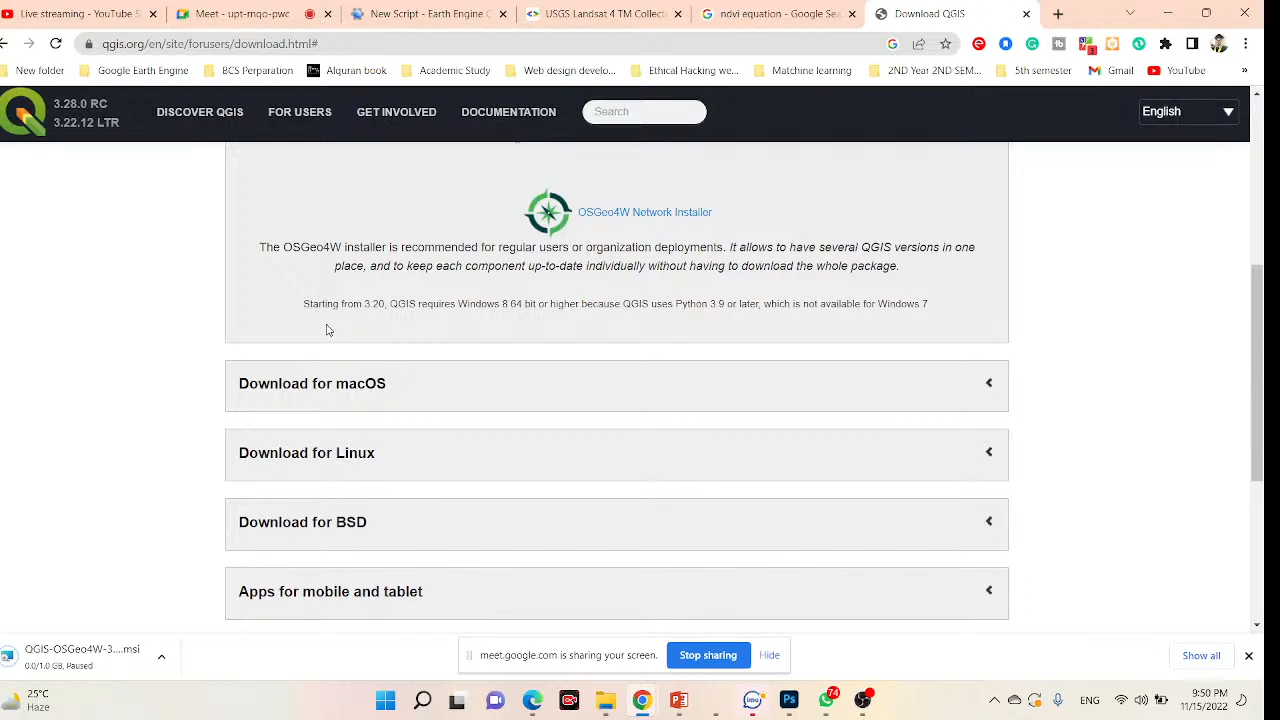 Live streaming - YouTube S
Meet - upt-rnqo-pwc
New Script - Earth Engine C
USGS Landsat 4 TM Collecti
ndvi equation - Google Sea
Download QGIS
qgis.org/en/site/forusers/download.html#
New folder
Google Earth Engine
BCS Perparation
Alquran book
Academc Study
Web design develo...
Ethical Hacking we...
Matchine learning
2ND Year 2ND SEM...
5th semester
Gmail
YouTube
»
3.28.0 RC
3.22.12 LTR
DISCOVER QGIS
FOR USERS
GET INVOLVED
DOCUMENTATION
Search
English
OSGeo4W Network Installer
The OSGeo4W installer is recommended for regular users or organization deployments. It allows to have several QGIS versions in one
place, and to keep each component up-to-date individually without having to download the whole package.
Starting from 3.20, QGIS requires Windows 8 64 bit or higher because QGIS uses Python 3.9 or later, which is not available for Windows 7
Download for macOS
Download for Linux
Download for BSD
Apps for mobile and tablet
QGIS-OSGeo4W-3....msi
0.0/1.0 GB, Paused
meet.google.com is sharing your screen.
Stop sharing
Hide
Show all
25°C
Haze
74
ENG
9:50 PM
11/15/2022